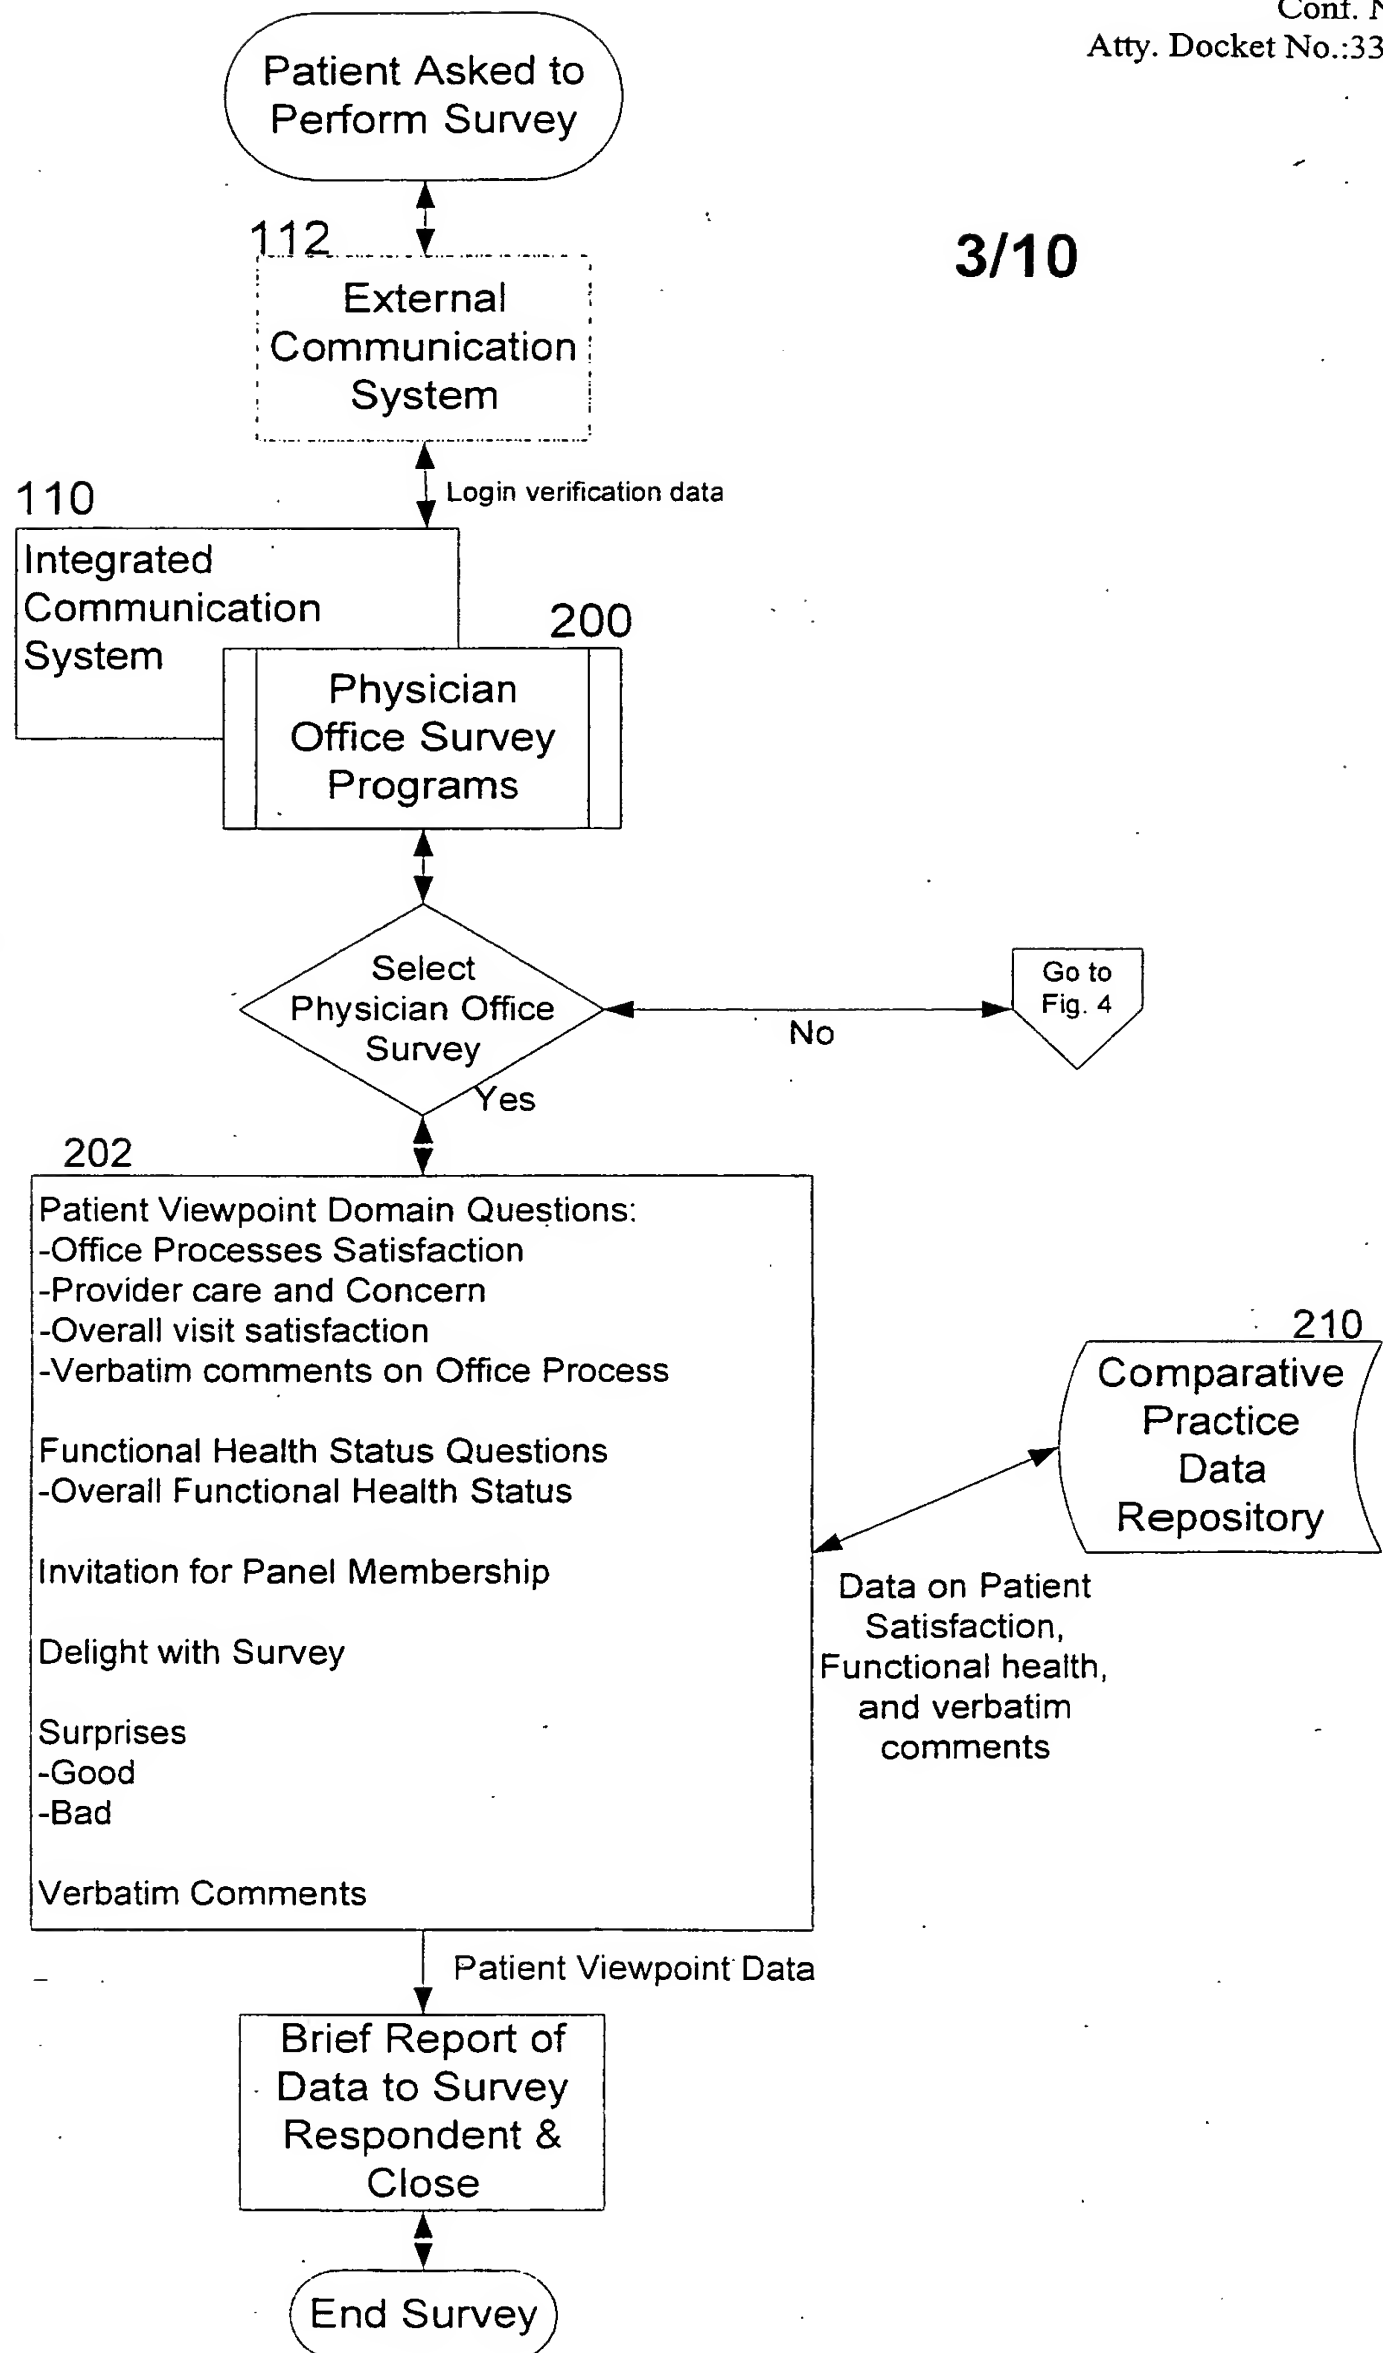 Conf. N
Atty. Docket No.:33
Patient Asked to
Perform Survey
3/10
112
External
Communication
System
Login verification data
110
Integrated
Communication
System
200
Physician
Office Survey
Programs
Select
Physician Office
Survey
No
Go to
Fig. 4
Yes
202
Patient Viewpoint Domain Questions:
-Office Processes Satisfaction
-Provider care and Concern
-Overall visit satisfaction
-Verbatim comments on Office Process
Functional Health Status Questions
-Overall Functional Health Status
Invitation for Panel Membership
Delight with Survey
Surprises
-Good
-Bad
Verbatim Comments
210
Comparative
Practice
Data
Repository
Data on Patient
Satisfaction,
Functional health,
and verbatim
comments
Patient Viewpoint Data
Brief Report of
Data to Survey
Respondent &
Close
End Survey